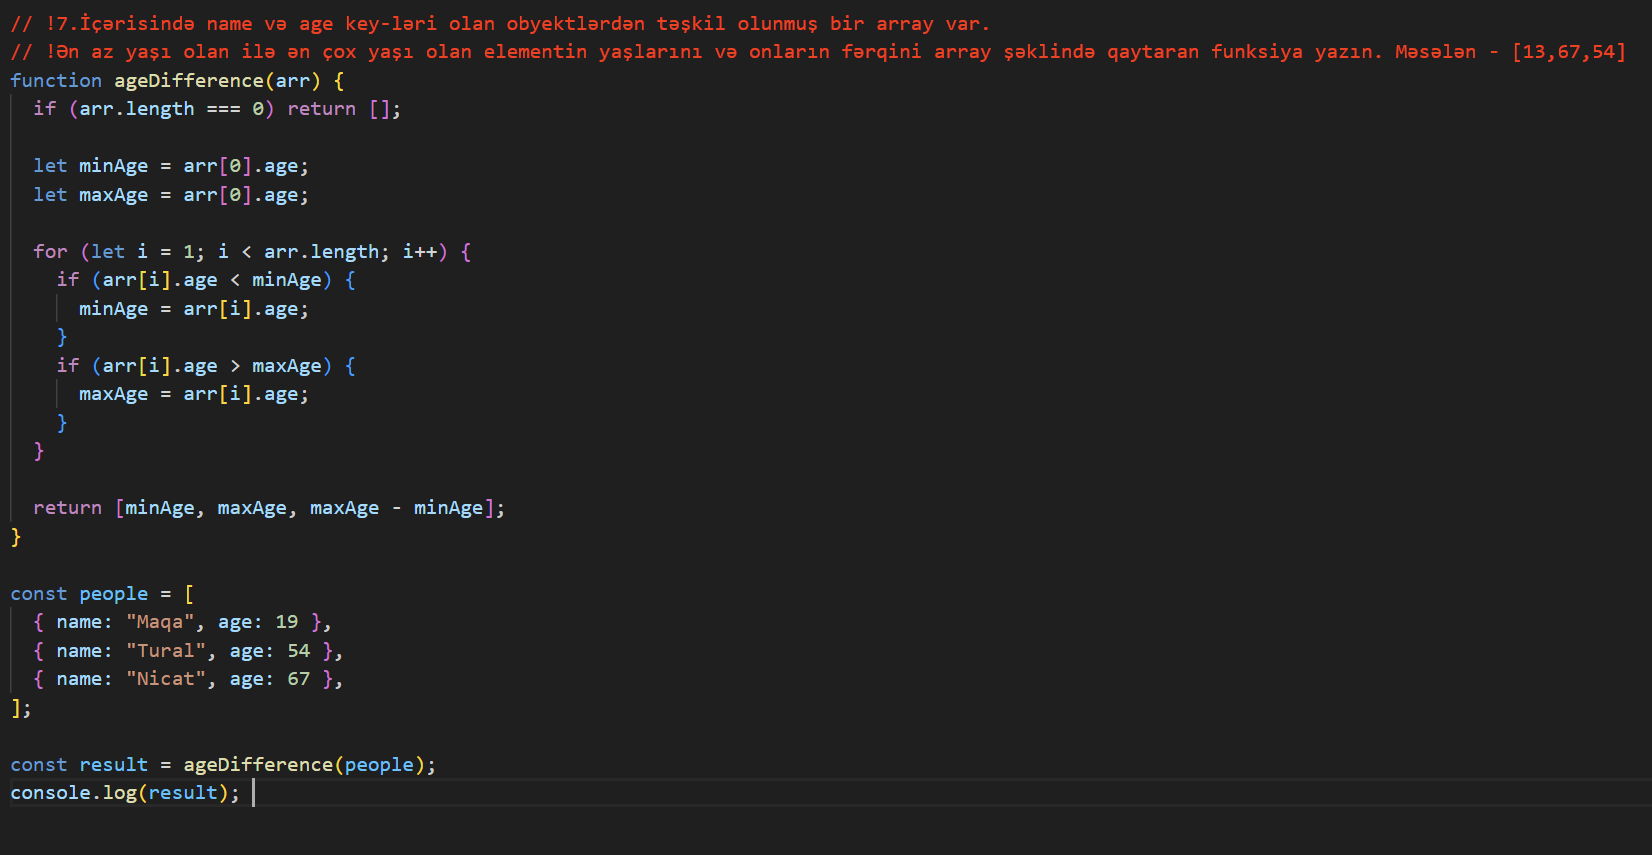 // !7.İçərisində name və age key-ləri olan obyektlərdən təşkil olunmuş bir array var.
// !Ən az yaşı olan ilə ən çox yaşı olan elementin yaşlarını və onların fərqini array şəklində qaytaran funksiya yazın. Məsələn - [13,67,54]
function ageDifference(arr) {
  if (arr.length === 0) return [];

  let minAge = arr[0].age;
  let maxAge = arr[0].age;

  for (let i = 1; i < arr.length; i++) {
    if (arr[i].age < minAge) {
      minAge = arr[i].age;
    }
    if (arr[i].age > maxAge) {
      maxAge = arr[i].age;
    }
  }

  return [minAge, maxAge, maxAge - minAge];
}

const people = [
  { name: "Maqa", age: 19 },
  { name: "Tural", age: 54 },
  { name: "Nicat", age: 67 },
];

const result = ageDifference(people);
console.log(result);